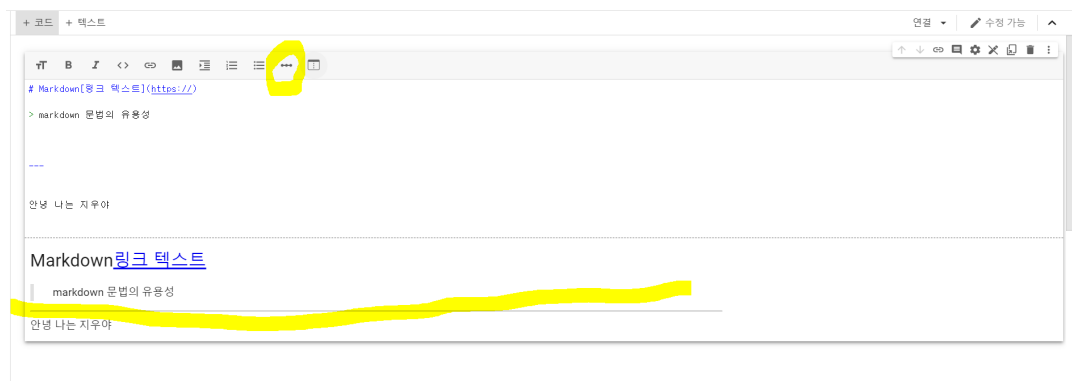 + 코드 + 텍스트 연결 수정 가능
# Markdown[링크 텍스트](https://)
> markdown 문법의 유용성
---
안녕 나는 지우야
Markdown링크 텍스트
markdown 문법의 유용성
안녕 나는 지우야